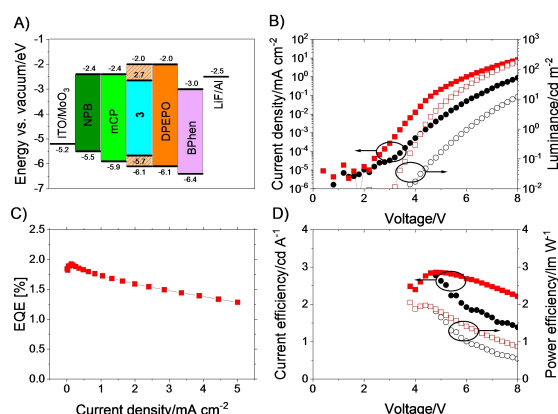 A)
Energy vs. vacuum/eV
-1
-2
-3
-4
-5
-6
-7
ITO/MoO3
-5.2
-2.4
NPB
-5.5
-2.4
mCP
-5.9
-2.0
2.7
3
-5.7
-6.1
-2.0
DPEPO
-6.1
-3.0
BPhen
-6.4
-2.5
LiF/Al
B)
Current density/mA cm-2
10^2
10^1
10^0
10^-1
10^-2
10^-3
10^-4
10^-5
10^-6
0 2 4 6 8
Voltage/V
10^3
10^2
10^1
10^0
10^-1
10^-2
Luminance/cd m-2
C)
EQE [%]
2.5
2.0
1.5
1.0
0.5
0.0
0 1 2 3 4 5
Current density/mA cm-2
D)
Current efficiency/cd A-1
4
3
2
1
0
0 2 4 6 8
Voltage/V
4
3
2
1
0
Power efficiency/lm W-1